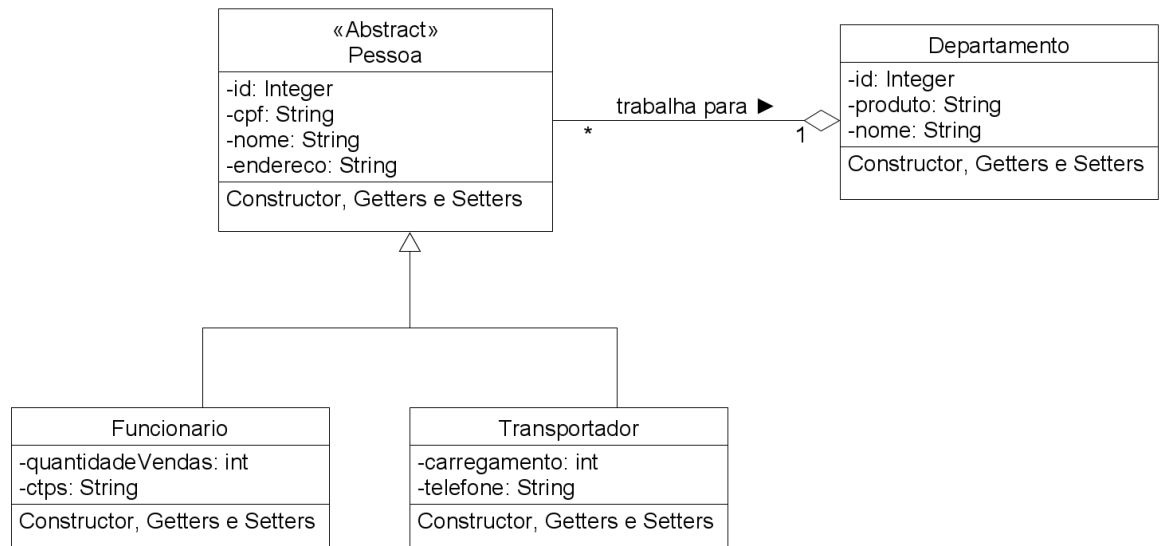 «Abstract»
Pessoa
-id: Integer
-cpf: String
-nome: String
-endereco: String
Constructor, Getters e Setters
trabalha para ►
*
1
Departamento
-id: Integer
-produto: String
-nome: String
Constructor, Getters e Setters
Funcionario
-quantidadeVendas: int
-ctps: String
Constructor, Getters e Setters
Transportador
-carregamento: int
-telefone: String
Constructor, Getters e Setters